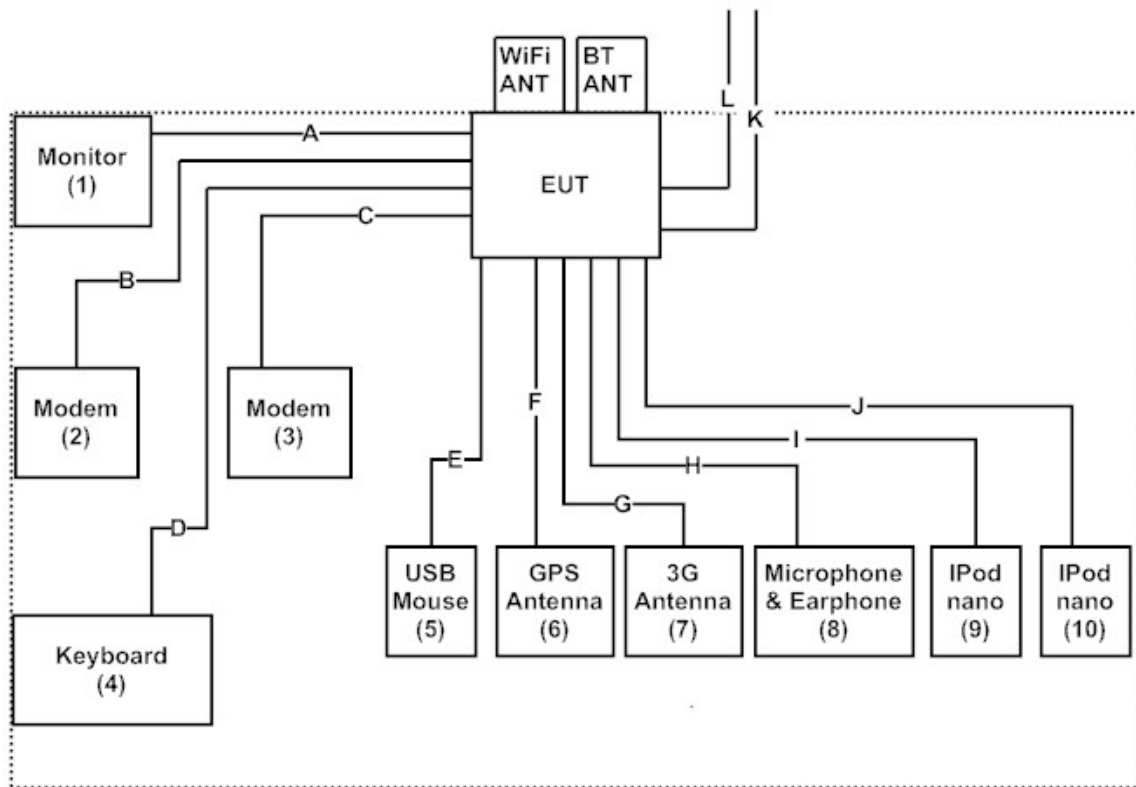 WiFi
ANT
BT
ANT
L
K
A
Monitor
(1)
EUT
C
B
Modem
(2)
Modem
(3)
F
J
I
E
H
G
D
USB
Mouse
(5)
GPS
Antenna
(6)
3G
Antenna
(7)
Microphone
& Earphone
(8)
IPod
nano
(9)
IPod
nano
(10)
Keyboard
(4)